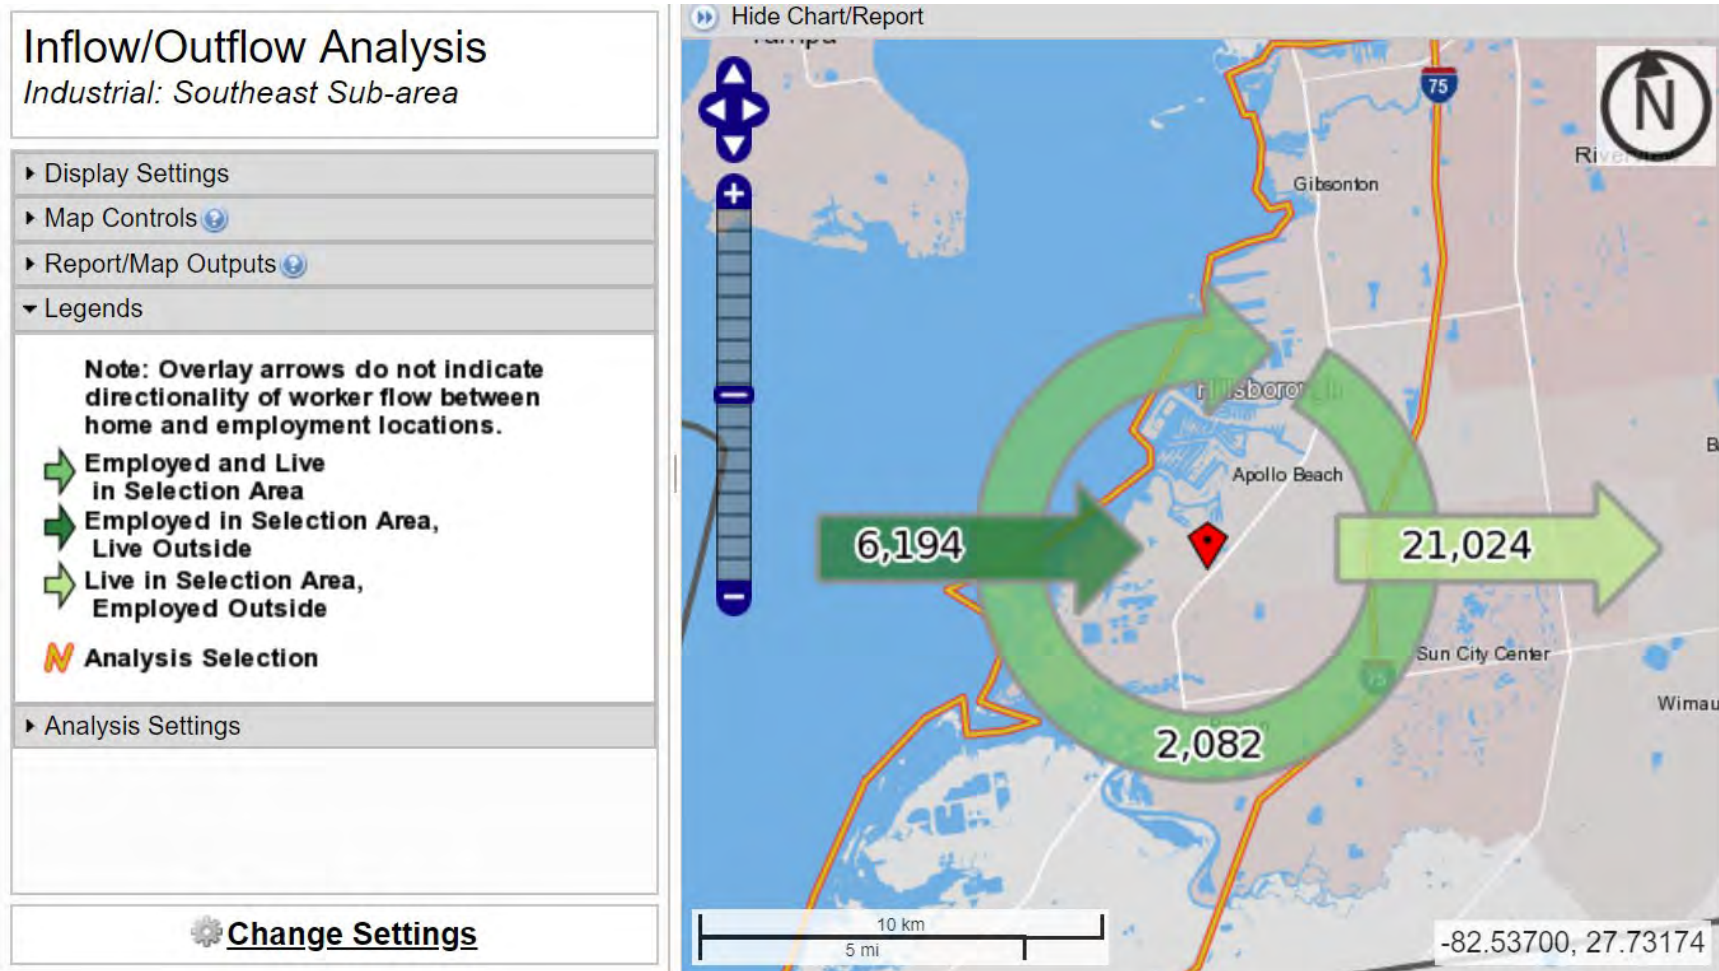 Inflow/Outflow Analysis
Industrial: Southeast Sub-area
Display Settings
Map Controls
Report/Map Outputs
Legends
Note: Overlay arrows do not indicate
directionality of worker flow between
home and employment locations.
Employed and Live
in Selection Area
Employed in Selection Area,
Live Outside
Live in Selection Area,
Employed Outside
Analysis Selection
Analysis Settings
Change Settings
Hide Chart/Report
Tampa
75
N
Gibsonton
Apollo Beach
6,194
21,024
Sun City Center
75
2,082
10 km
5 mi
-82.53700, 27.73174